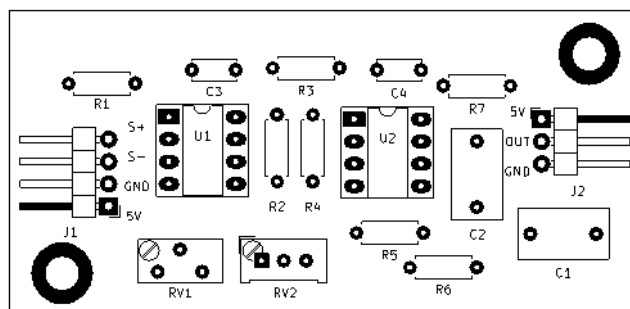 R1
C3
R3
C4
R7
5V
S+
U1
U2
OUT
S-
GND
GND
J2
5V
R2
R4
J1
R5
C2
R6
C1
RV1
RV2